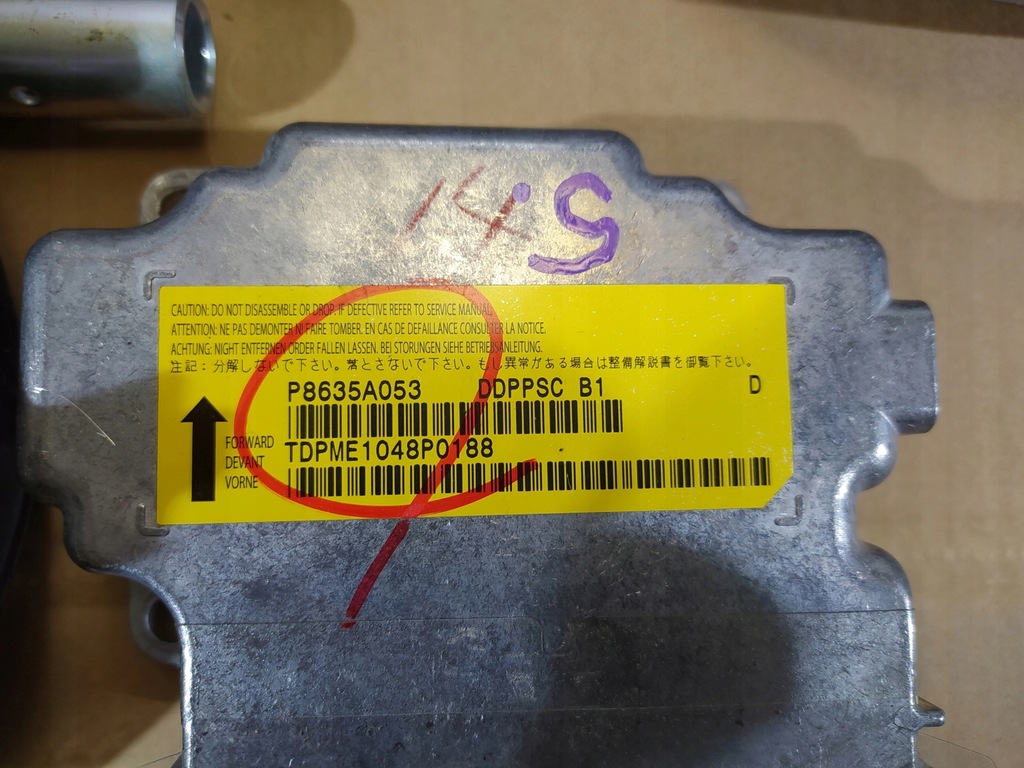 14 S
CAUTION: DO NOT DISASSEMBLE OR DROP. IF DEFECTIVE REFER TO SERVICE MANUAL.
ATTENTION: NE PAS DEMONTER NI FAIRE TOMBER. EN CAS DE DEFAILLANCE CONSULTER LA NOTICE.
ACHTUNG: NIGHT ENTFERNEN ORDER FALLEN LASSEN. BEI STORUNGEN SIEHE BETRIEBSANLEITUNG.
注記：分解しないで下さい。落とさないで下さい。もし異常がある場合は整備解説書を御覧下さい。
P8635A053 DDPPSC B1 D
FORWARD
TDPME1048P0188
DEVANT
VORNE